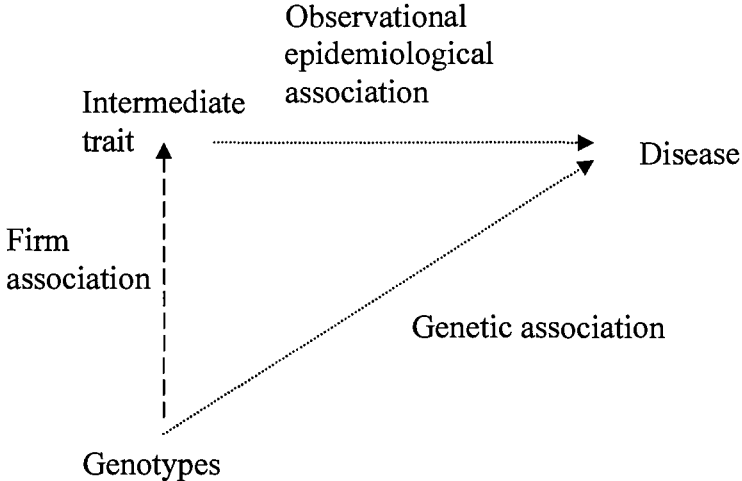 Observational
epidemiological
association
Intermediate
trait
Disease
Firm
association
Genetic association
Genotypes